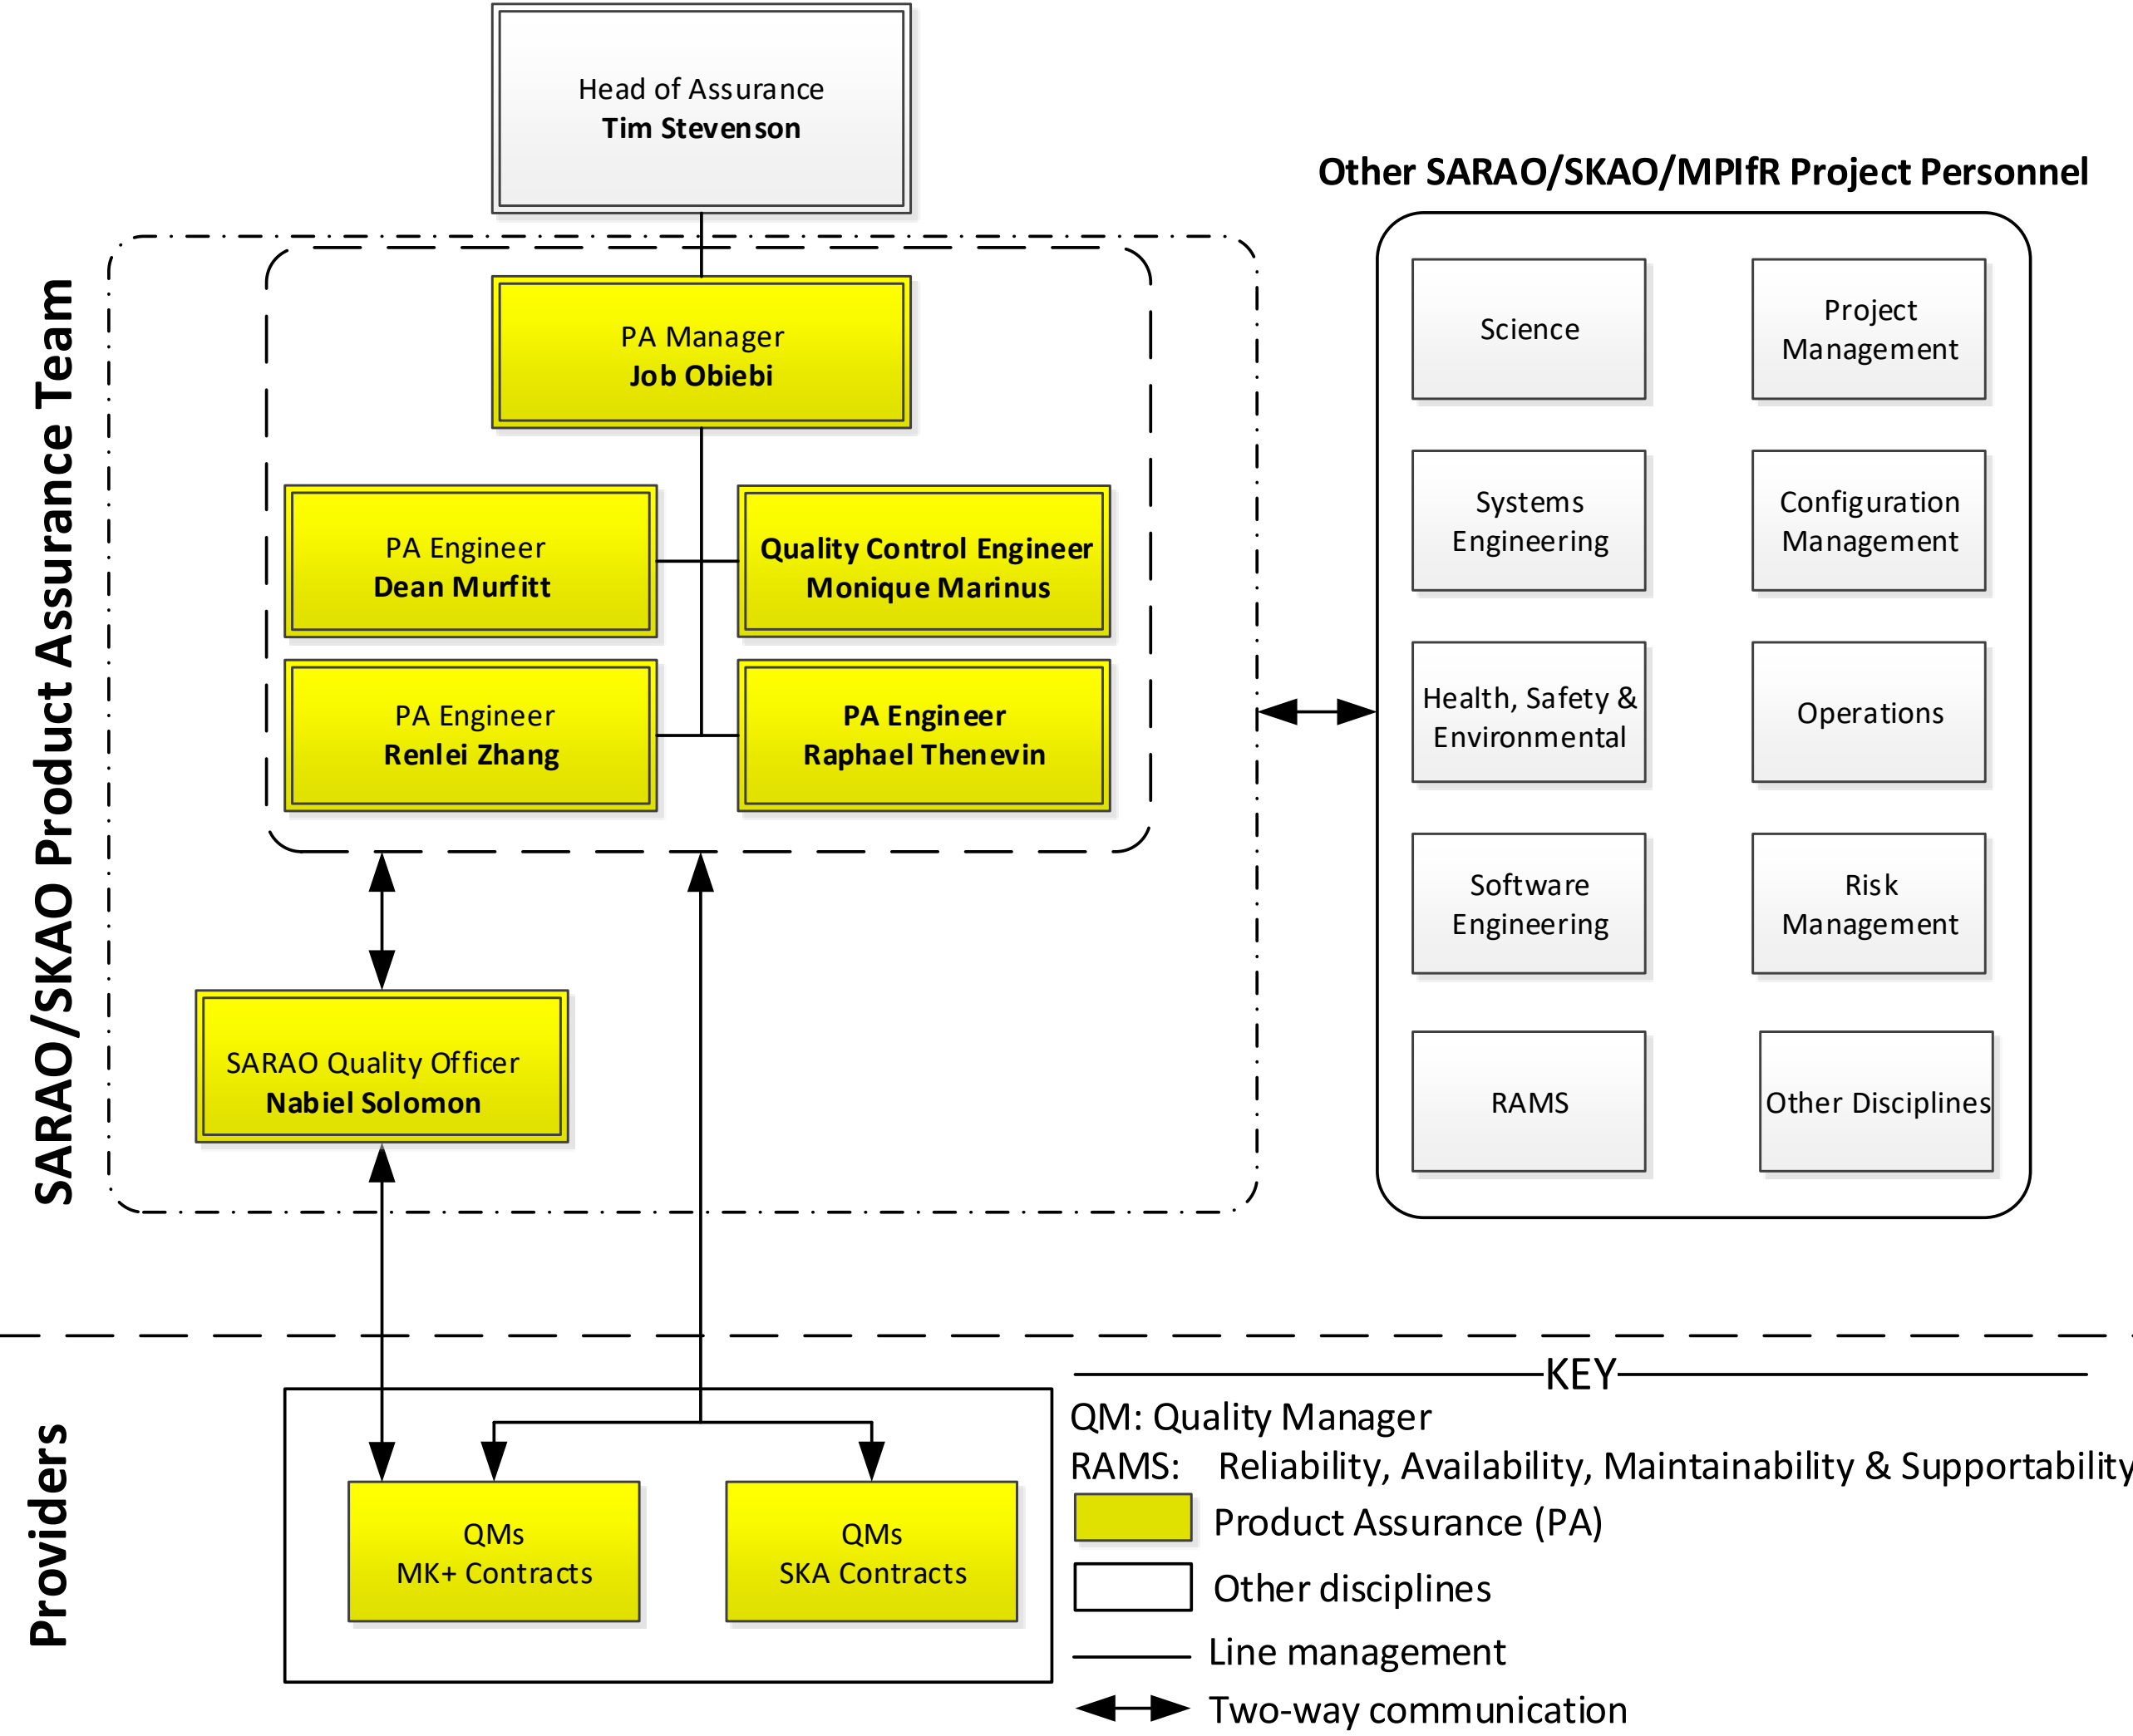 Head of Assurance
Tim Stevenson
SARAO/SKAO Product Assurance Team
PA Manager
Job Obiebi
PA Engineer
Dean Murfitt
Quality Control Engineer
Monique Marinus
PA Engineer
Renlei Zhang
PA Engineer
Raphael Thenevin
SARAO Quality Officer
Nabiel Solomon
Other SARAO/SKAO/MPIfR Project Personnel
Science
Project
Management
Systems
Engineering
Configuration
Management
Health, Safety &
Environmental
Operations
Software
Engineering
Risk
Management
RAMS
Other Disciplines
Providers
QMs
MK+ Contracts
QMs
SKA Contracts
KEY
QM: Quality Manager
RAMS: Reliability, Availability, Maintainability & Supportability
Product Assurance (PA)
Other disciplines
Line management
Two-way communication